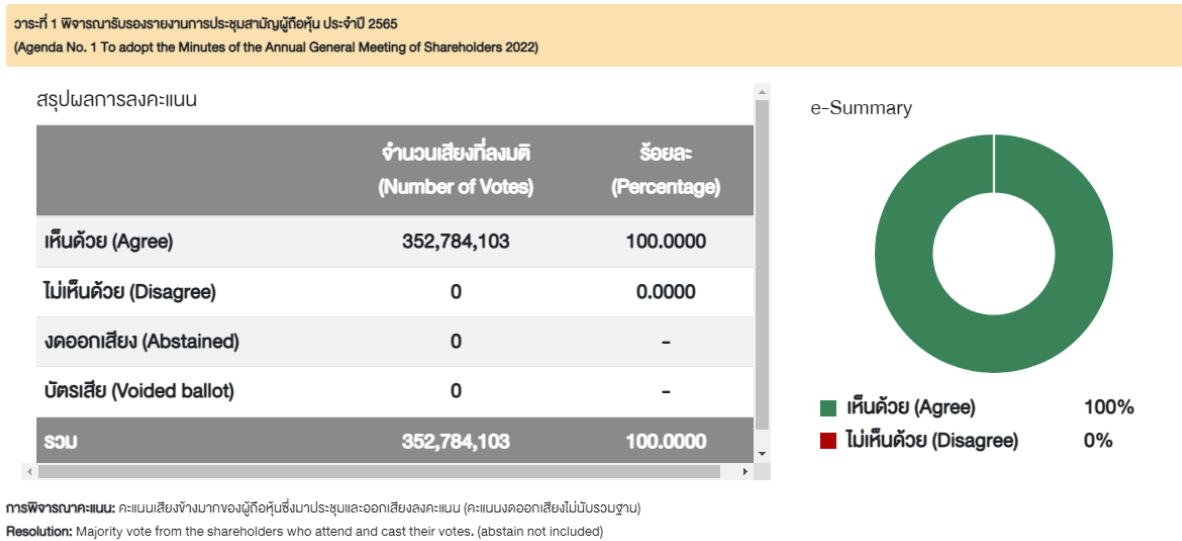 วาระที่ 1 พิจารณารับรองรายงานการประชุมสามัญผู้ถือหุ้น ประจำปี 2565
(Agenda No. 1 To adopt the Minutes of the Annual General Meeting of Shareholders 2022)
สรุปผลการลงคะแนน
จำนวนเสียงที่ลงมติ ร้อยละ
(Number of Votes) (Percentage)
เห็นด้วย (Agree) 352,784,103 100.0000
ไม่เห็นด้วย (Disagree) 0 0.0000
งดออกเสียง (Abstained) 0 -
บัตรเสีย (Voided ballot) 0 -
รวม 352,784,103 100.0000
e-Summary
เห็นด้วย (Agree) 100%
ไม่เห็นด้วย (Disagree) 0%
การพิจารณาคะแนน: คะแนนเสียงข้างมากของผู้ถือหุ้นซึ่งมาประชุมและออกเสียงลงคะแนน (คะแนนงดออกเสียงไม่นับรวมฐาน)
Resolution: Majority vote from the shareholders who attend and cast their votes. (abstain not included)